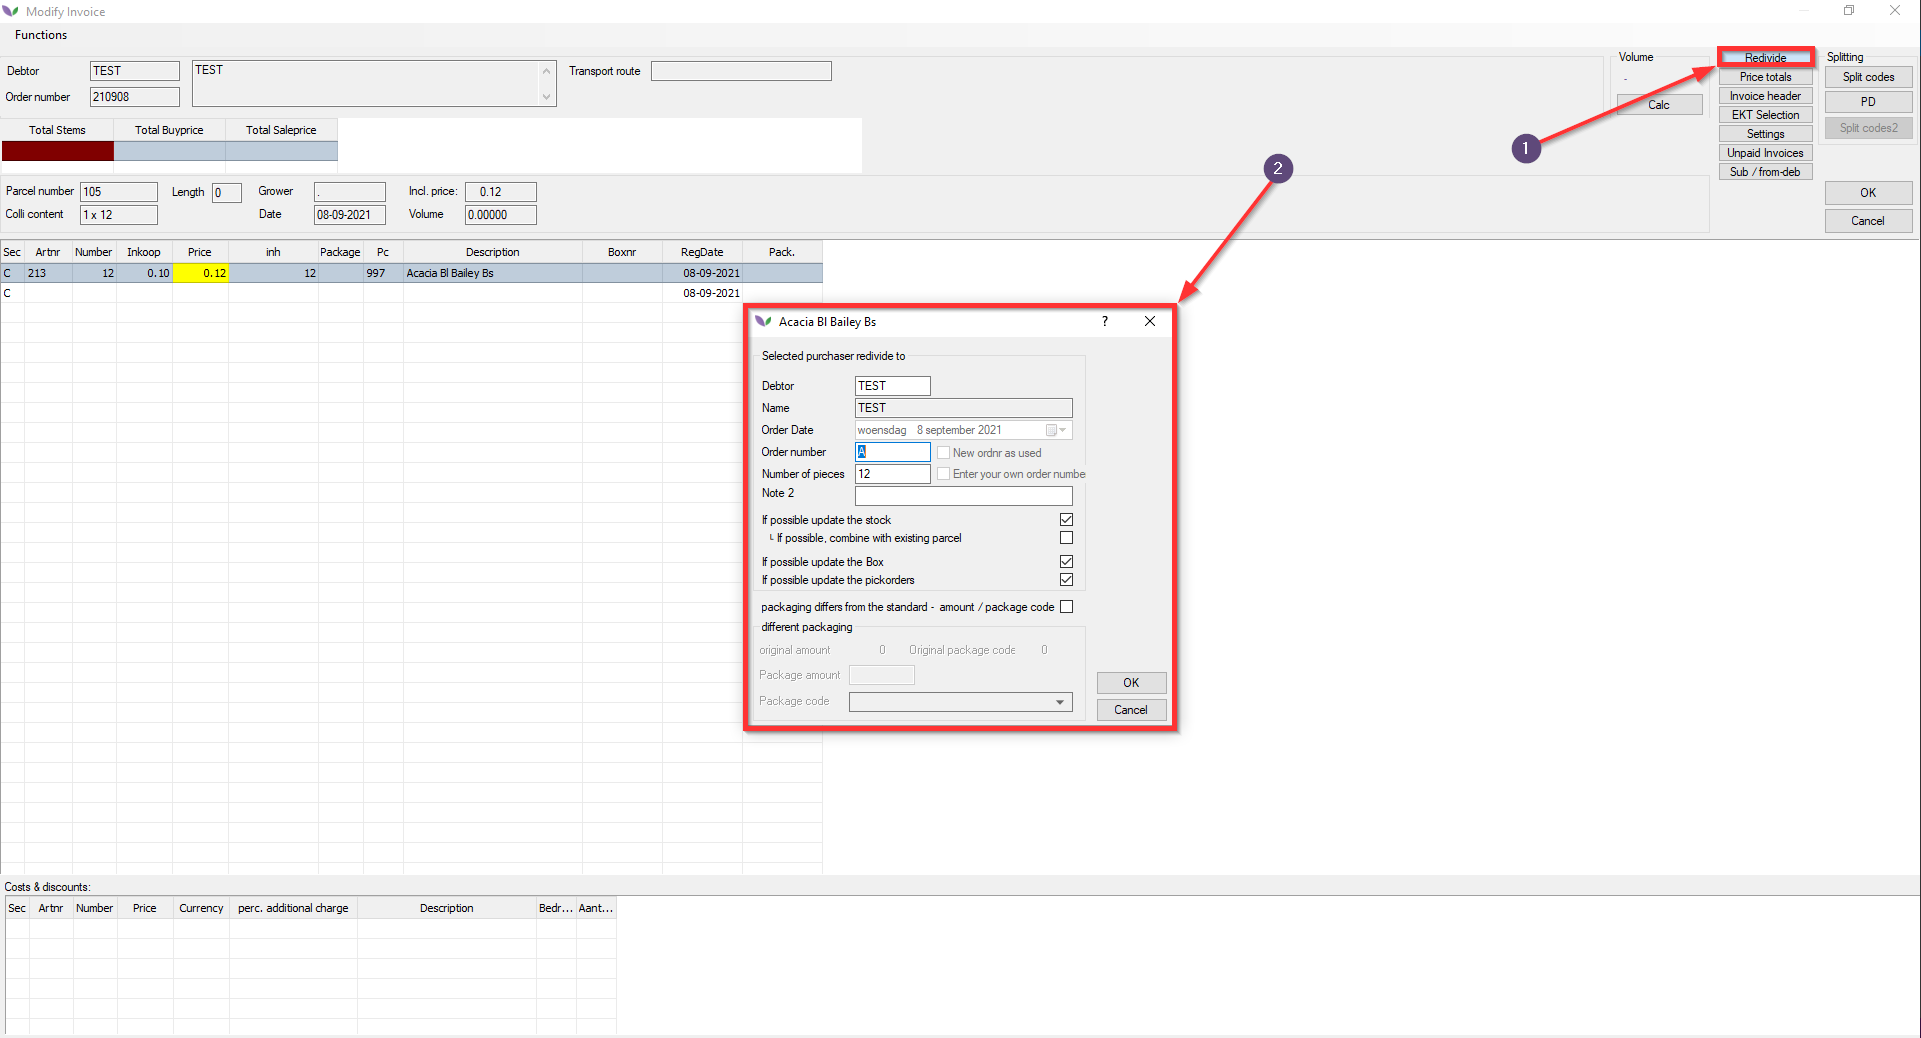 Modify Invoice
Functions
Debtor TEST TEST Transport route
Order number 210908
Volume
-
Calc
Redivide
Price totals
Invoice header
EKT Selection
Settings
Unpaid Invoices
Sub / from-deb
Splitting
Split codes
PD
Split codes2
OK
Cancel
1
2
Total Stems Total Buyprice Total Saleprice
Parcel number 105 Length 0 Grower . Incl. price: 0.12
Colli content 1 x 12 Date 08-09-2021 Volume 0.00000
Sec Artnr Number Inkoop Price inh Package Pc Description Boxnr RegDate Pack.
C 213 12 0.10 0.12 12 997 Acacia Bl Bailey Bs 08-09-2021
C 08-09-2021
Acacia Bl Bailey Bs ?
Selected purchaser redivide to
Debtor TEST
Name TEST
Order Date woensdag 8 september 2021
Order number A New ordnr as used
Number of pieces 12 Enter your own order numbe
Note 2
If possible update the stock
If possible, combine with existing parcel
If possible update the Box
If possible update the pickorders
packaging differs from the standard - amount / package code
different packaging
original amount 0 Original package code 0
Package amount
Package code
OK
Cancel
Costs & discounts:
Sec Artnr Number Price Currency perc. additional charge Description Bedr... Aant...